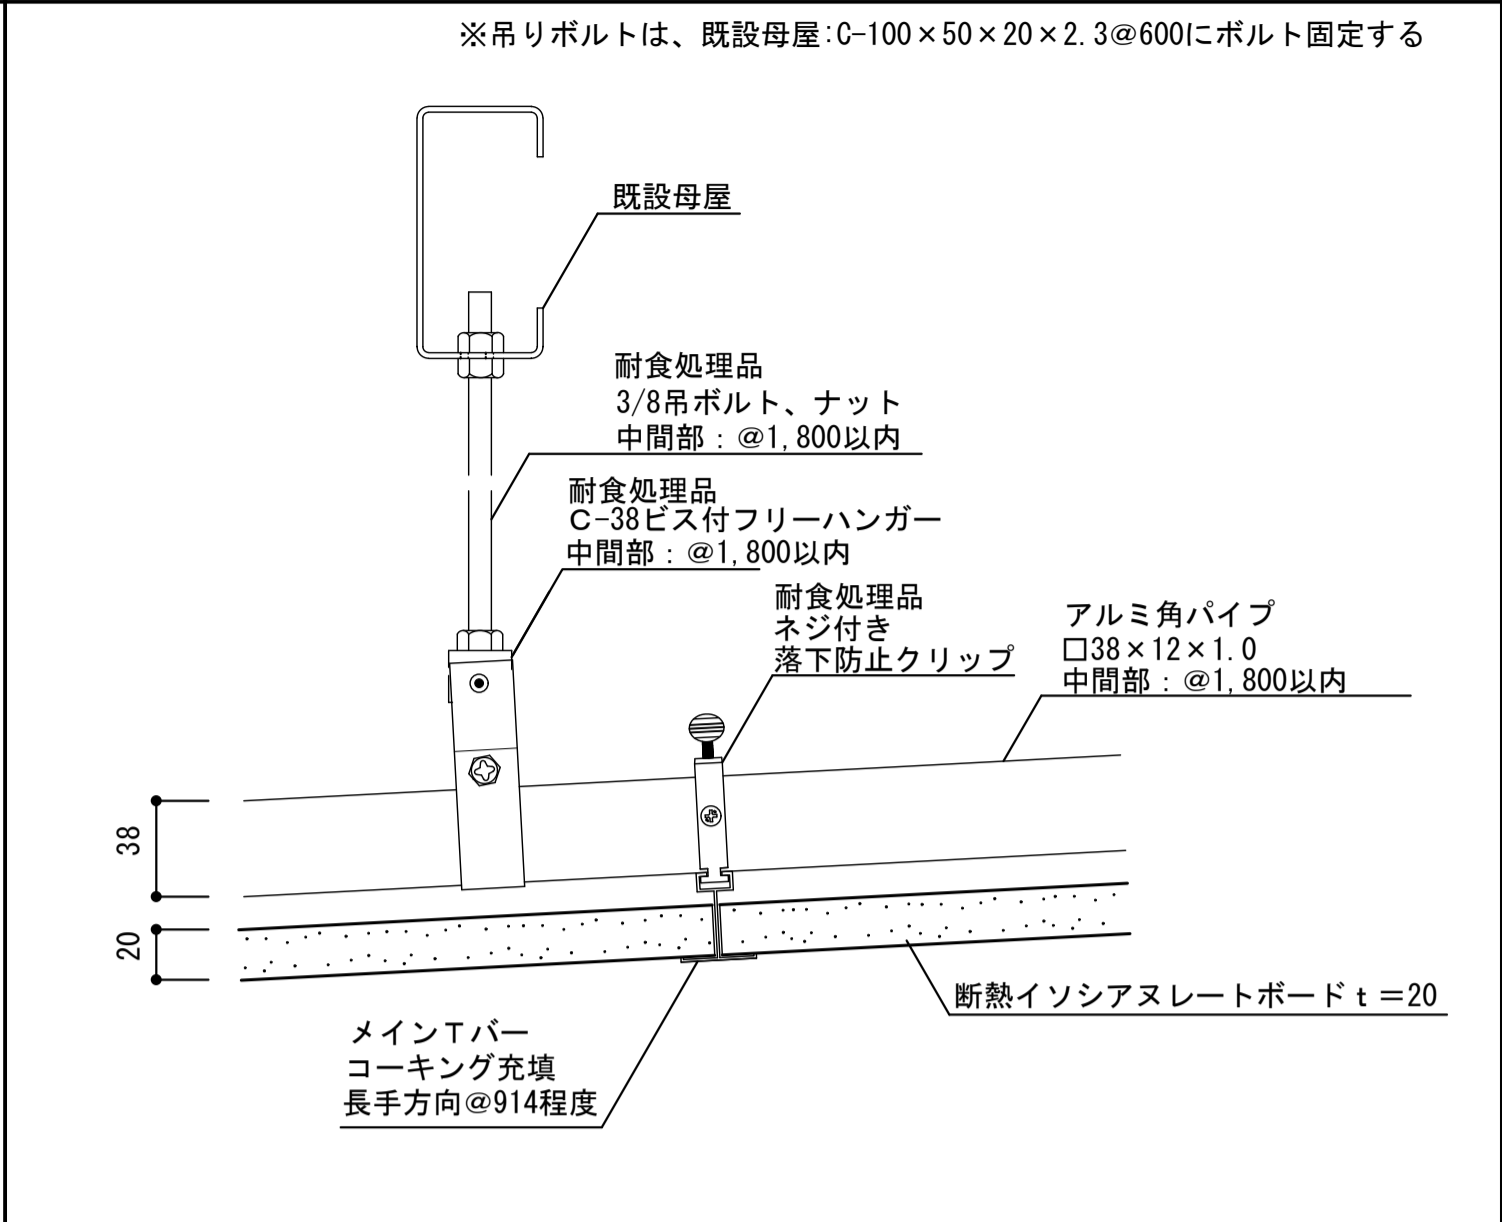 ※吊りボルトは、既設母屋:C-100×50×20×2.3@600にボルト固定する
既設母屋
耐食処理品
3/8吊ボルト、ナット
中間部：@1,800以内
耐食処理品
C-38ビス付フリーハンガー
中間部：@1,800以内
耐食処理品
ネジ付き
落下防止クリップ
アルミ角パイプ
□38×12×1.0
中間部：@1,800以内
38
20
断熱イソシアヌレートボードｔ＝20
メインＴバー
コーキング充填
長手方向@914程度